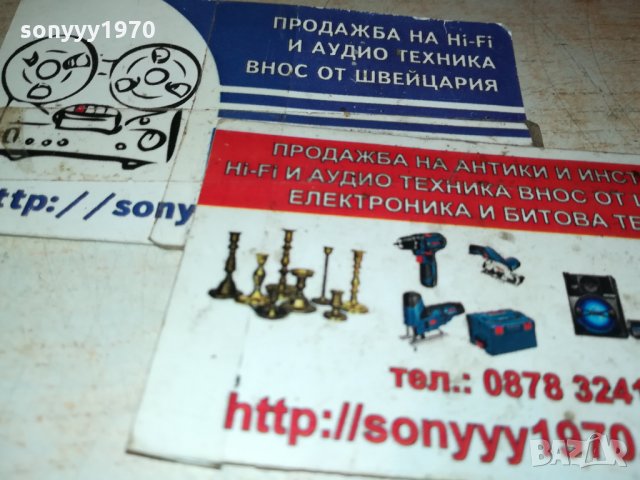 sonyyy1970
ПРОДАЖБА НА Hi-Fi
И АУДИО ТЕХНИКА
ВНОС ОТ ШВЕЙЦАРИЯ
ttp://sony
ПРОДАЖБА НА АНТИКИ И ИНСТ
Hi-Fi И АУДИО ТЕХНИКА ВНОС ОТ
ЕЛЕКТРОНИКА И БИТОВА ТЕ
тел.: 0878 3241
http://sonyyy1970
BAZAR